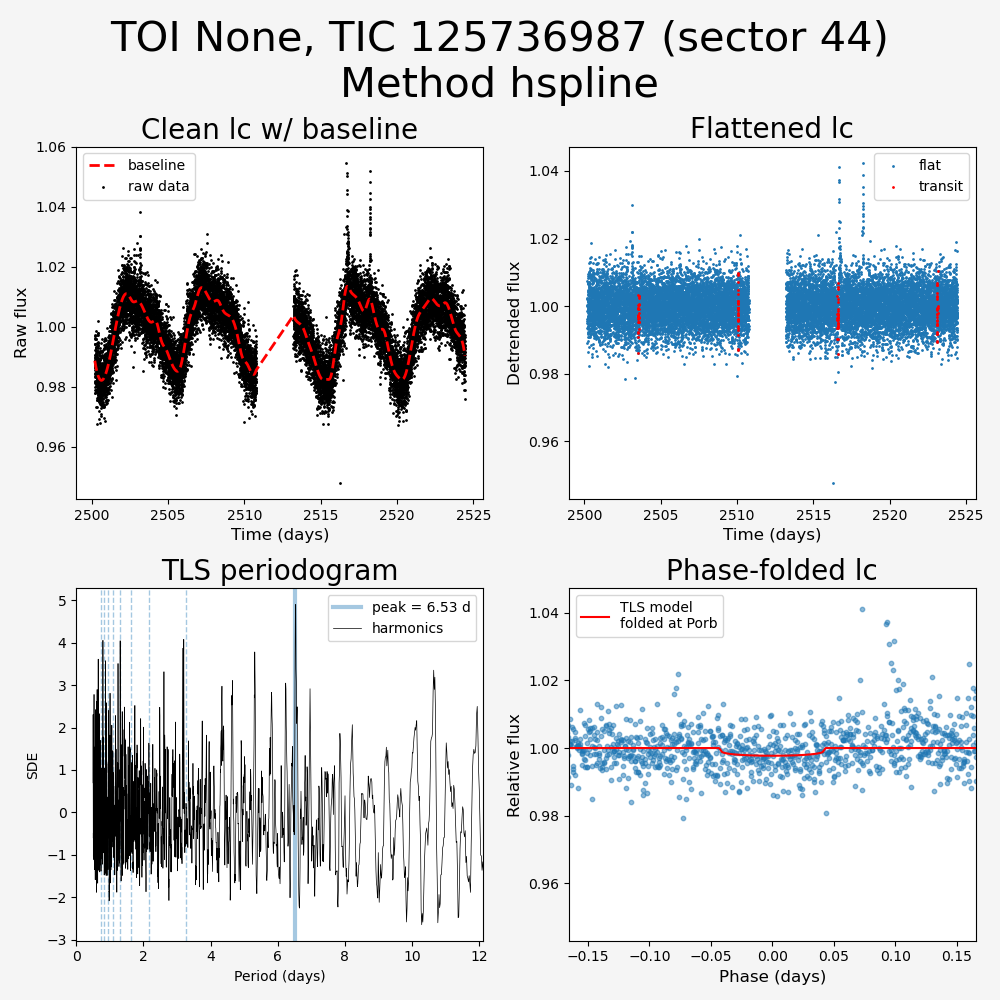 TOI None, TIC 125736987 (sector 44)
Method hspline
Clean lc w/ baseline
Raw flux
1.06
1.04
1.02
1.00
0.98
0.96
baseline
raw data
2500
2505
2510
2515
2520
2525
Time (days)
Flattened lc
Detrended flux
1.04
1.02
1.00
0.98
0.96
flat
transit
2500
2505
2510
2515
2520
2525
Time (days)
TLS periodogram
SDE
5
4
3
2
1
0
−1
−2
−3
peak = 6.53 d
harmonics
0
2
4
6
8
10
12
Period (days)
Phase-folded lc
Relative flux
1.04
1.02
1.00
0.98
0.96
TLS model
folded at Porb
−0.15
−0.10
−0.05
0.00
0.05
0.10
0.15
Phase (days)